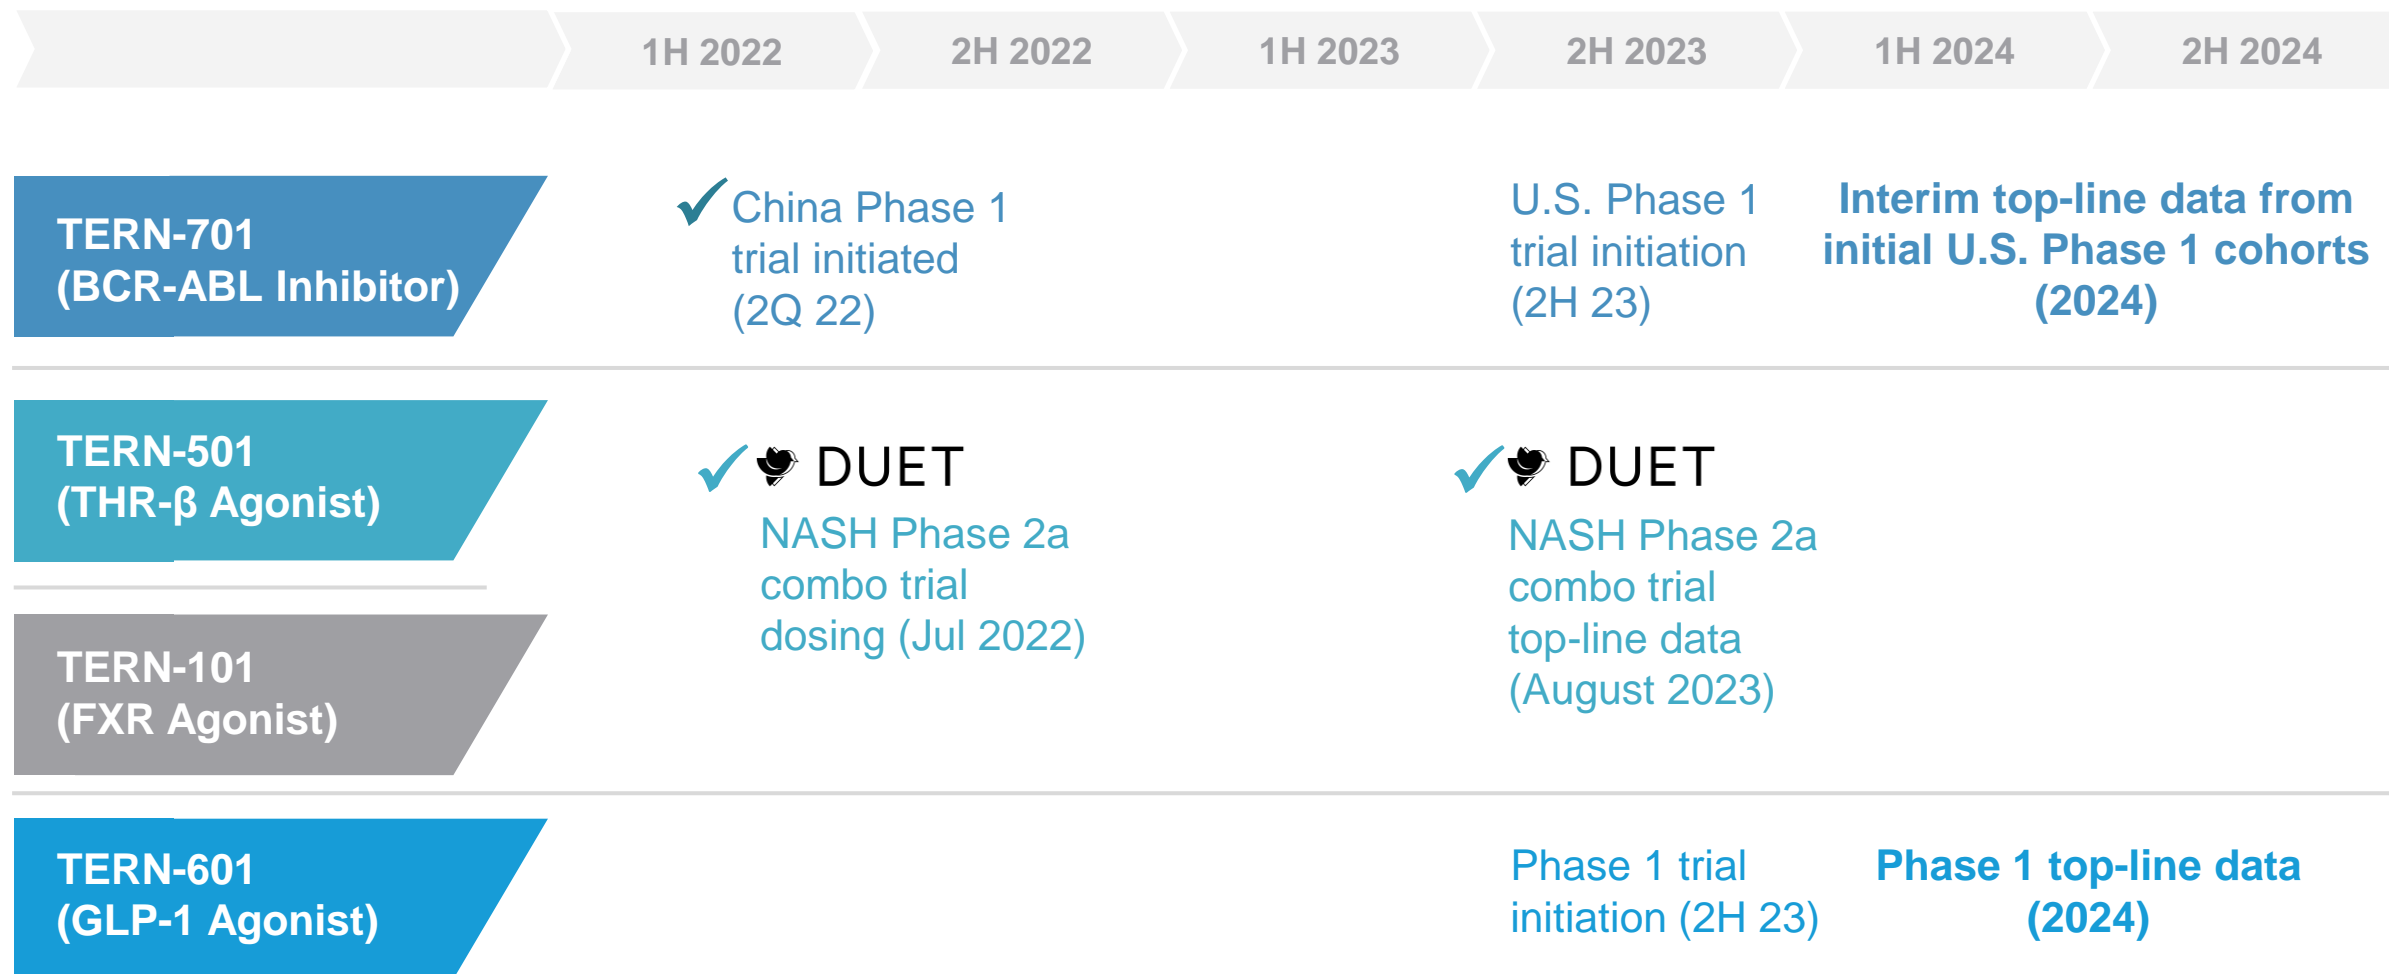 1H 2022
2H 2022
1H 2023
2H 2023
1H 2024
2H 2024
TERN-701
(BCR-ABL Inhibitor)
China Phase 1
trial initiated
(2Q 22)
U.S. Phase 1
trial initiation
(2H 23)
Interim top-line data from
initial U.S. Phase 1 cohorts
(2024)
TERN-501
(THR-β Agonist)
TERN-101
(FXR Agonist)
DUET
NASH Phase 2a
combo trial
dosing (Jul 2022)
DUET
NASH Phase 2a
combo trial
top-line data
(August 2023)
TERN-601
(GLP-1 Agonist)
Phase 1 trial
initiation (2H 23)
Phase 1 top-line data
(2024)